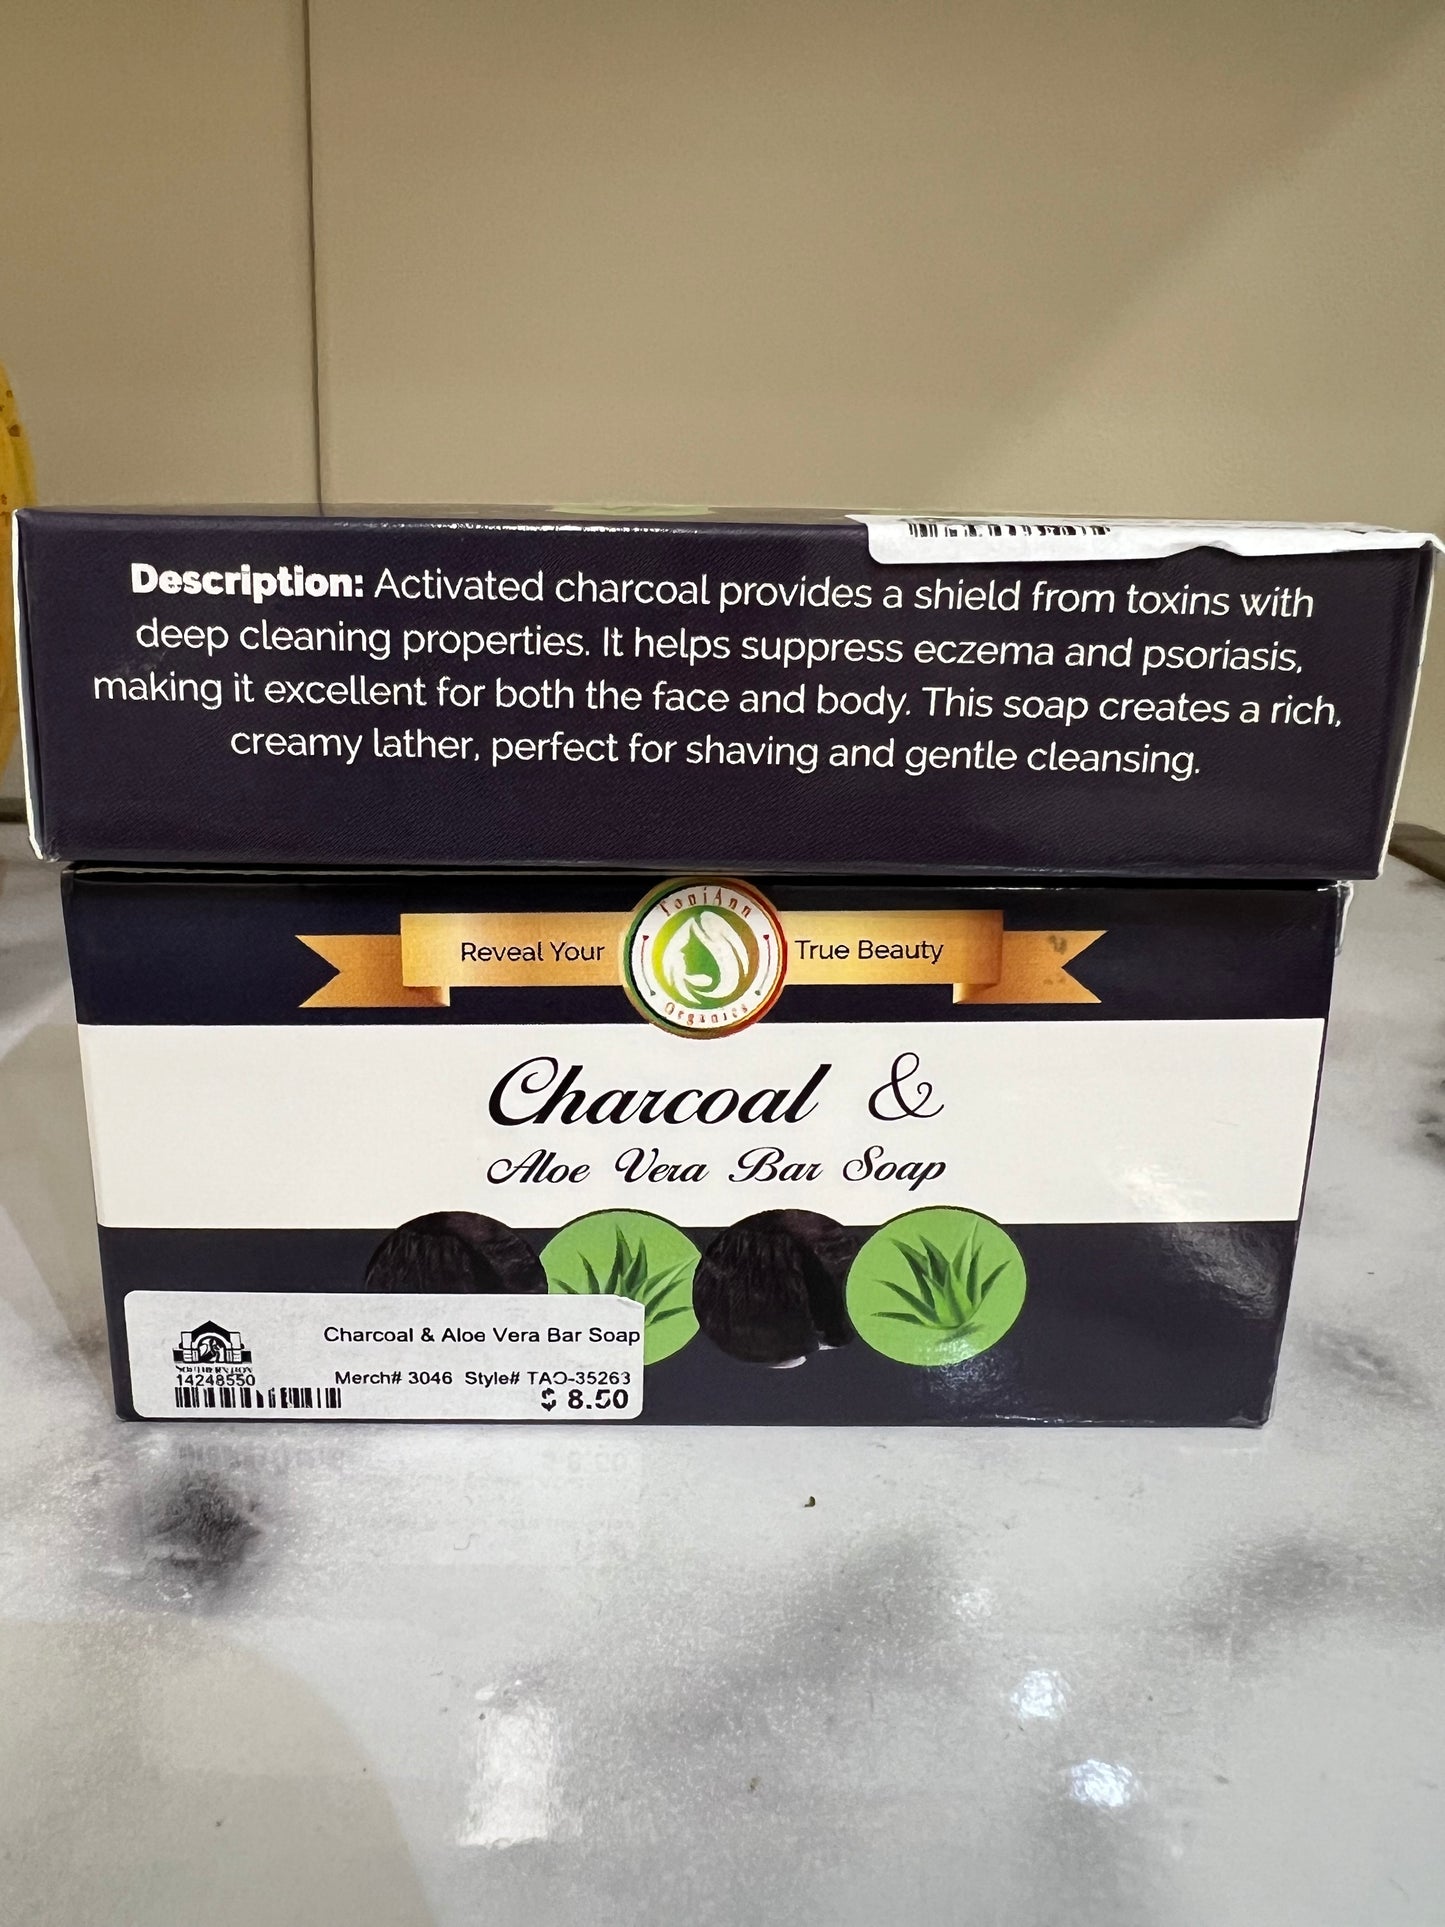 Description: Activated charcoal provides a shield from toxins with
deep cleaning properties. It helps suppress eczema and psoriasis,
making it excellent for both the face and body. This soap creates a rich,
creamy lather, perfect for shaving and gentle cleansing.
Reveal Your
ToniAnn
Organics
True Beauty
Charcoal &
Aloe Vera Bar Soap
Charcoal & Aloe Vera Bar Soap
14248550
Merch# 3046 Style# TAO-35263
$ 8.50